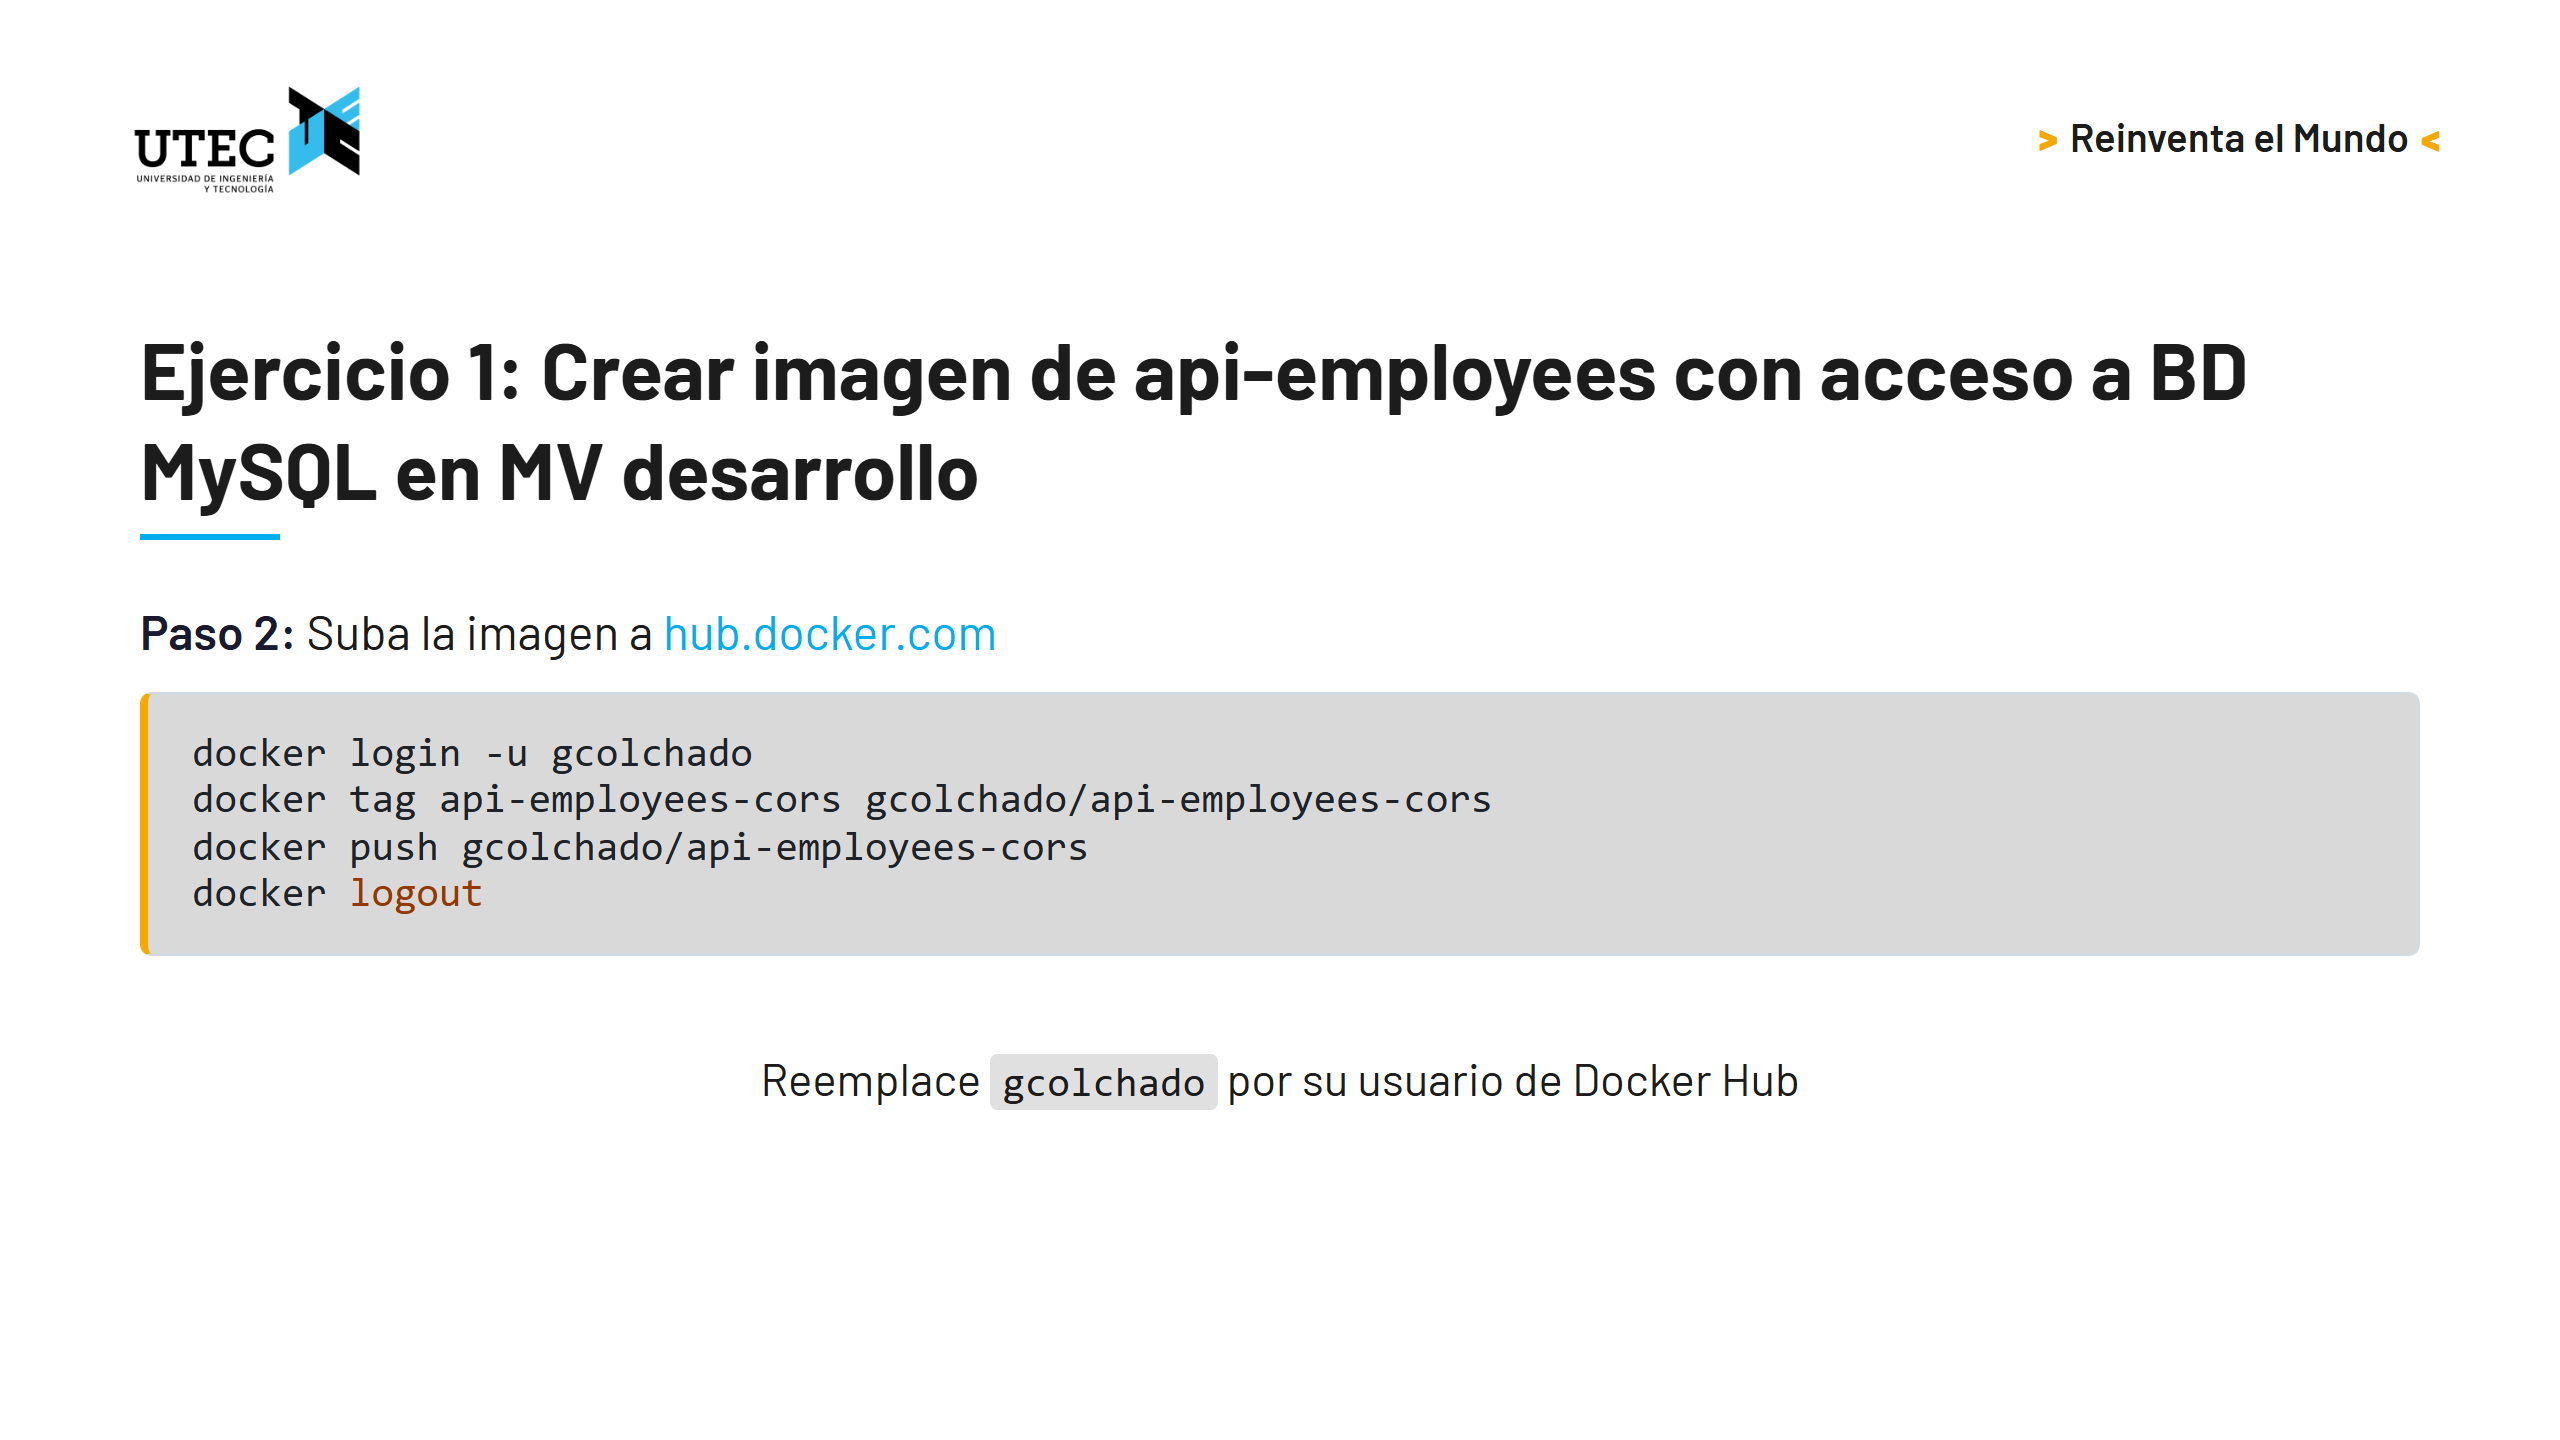 UTEC
UNIVERSIDAD DE INGENIERÍA
Y TECNOLOGÍA
> Reinventa el Mundo <
Ejercicio 1: Crear imagen de api-employees con acceso a BD
MySQL en MV desarrollo
Paso 2: Suba la imagen a hub.docker.com
docker login -u gcolchado
docker tag api-employees-cors gcolchado/api-employees-cors
docker push gcolchado/api-employees-cors
docker logout
Reemplace gcolchado por su usuario de Docker Hub